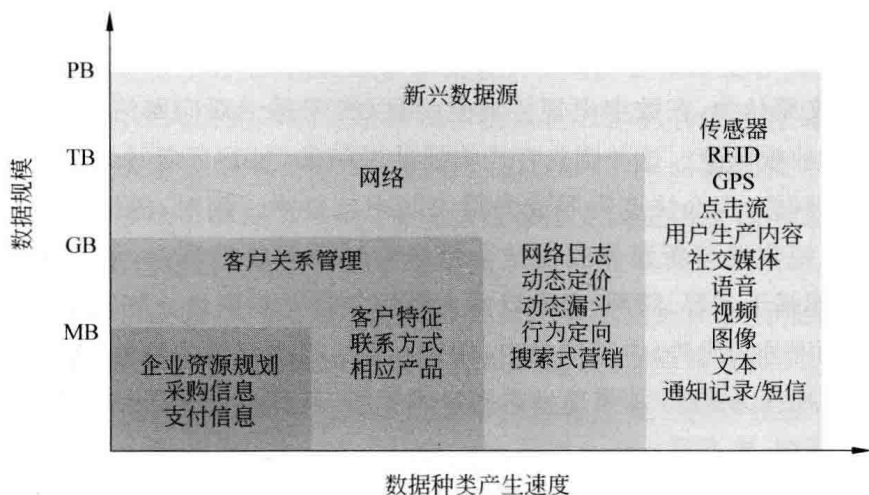 PB
新兴数据源
传感器
RFID
GPS
点击流
用户生产内容
社交媒体
语音
视频
图像
文本
通知记录/短信
TB
网络
网络日志
动态定价
动态漏斗
行为定向
搜索式营销
GB
客户关系管理
客户特征
联系方式
相应产品
MB
企业资源规划
采购信息
支付信息
数据规模
数据种类产生速度